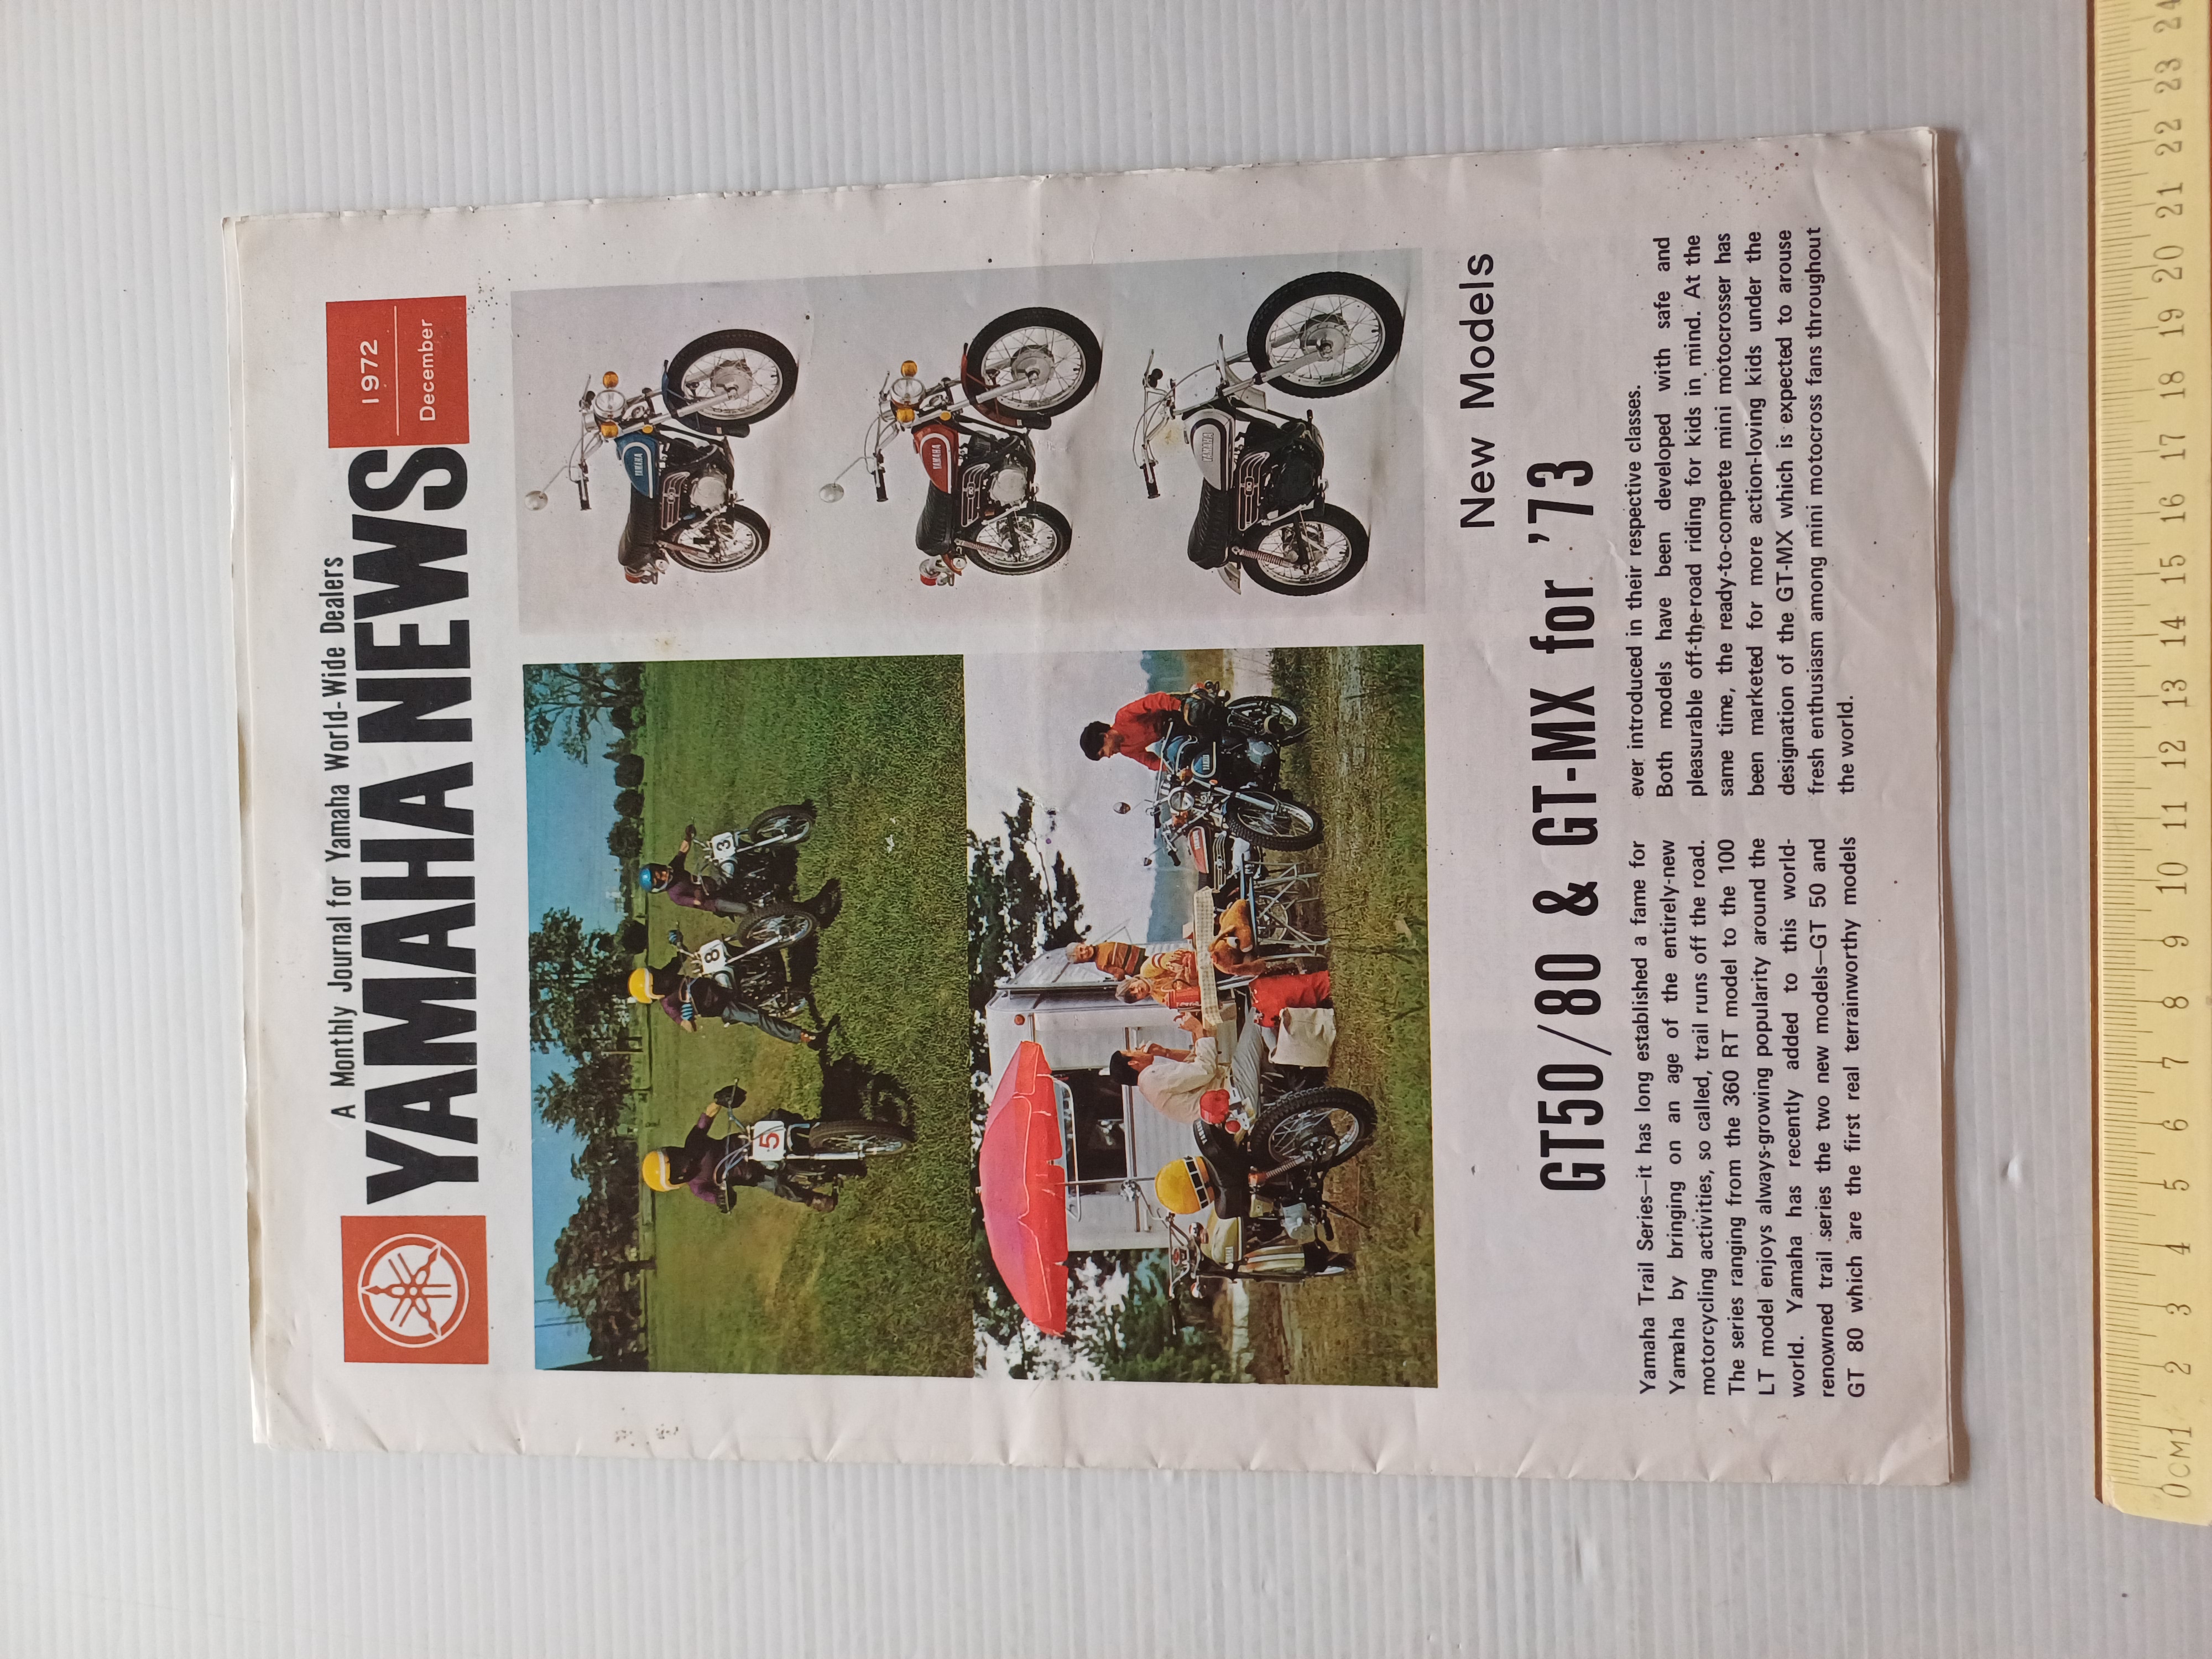 A Monthly Journal for Yamaha World-Wide Dealers
YAMAHA NEWS
1972
December
5
8
3
YAMAHA
YAMAHA
YAMAHA
New Models
GT50/80 & GT-MX for '73
Yamaha Trail Series—it has long established a fame for
Yamaha by bringing on an age of the entirely-new
motorcycling activities, so called, trail runs off the road.
The series ranging from the 360 RT model to the 100
LT model enjoys always-growing popularity around the
world. Yamaha has recently added to this world-
renowned trail series the two new models—GT 50 and
GT 80 which are the first real terrainworthy models
ever introduced in their respective classes.
Both models have been developed with safe and
pleasurable off-the-road riding for kids in mind. At the
same time, the ready-to-compete mini motocrosser has
been marketed for more action-loving kids under the
designation of the GT-MX which is expected to arouse
fresh enthusiasm among mini motocross fans throughout
the world.
0CM1 2 3 4 5 6 7 8 9 10 11 12 13 14 15 16 17 18 19 20 21 22 23 24